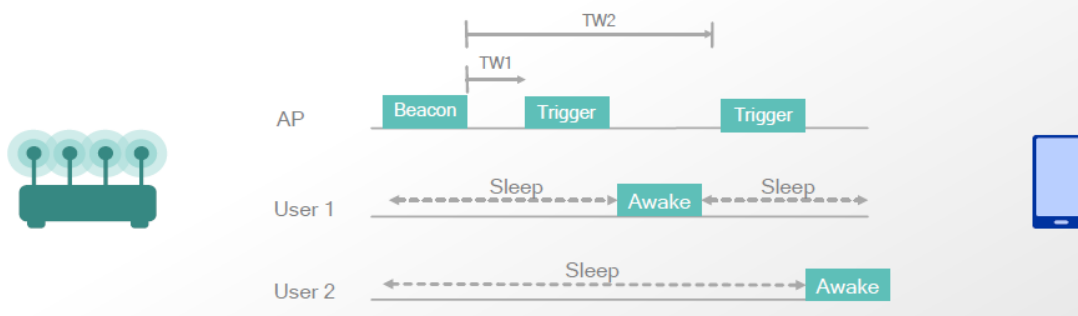 TW2
TW1
AP Beacon Trigger Trigger
User 1 Sleep Awake Sleep
User 2 Sleep Awake